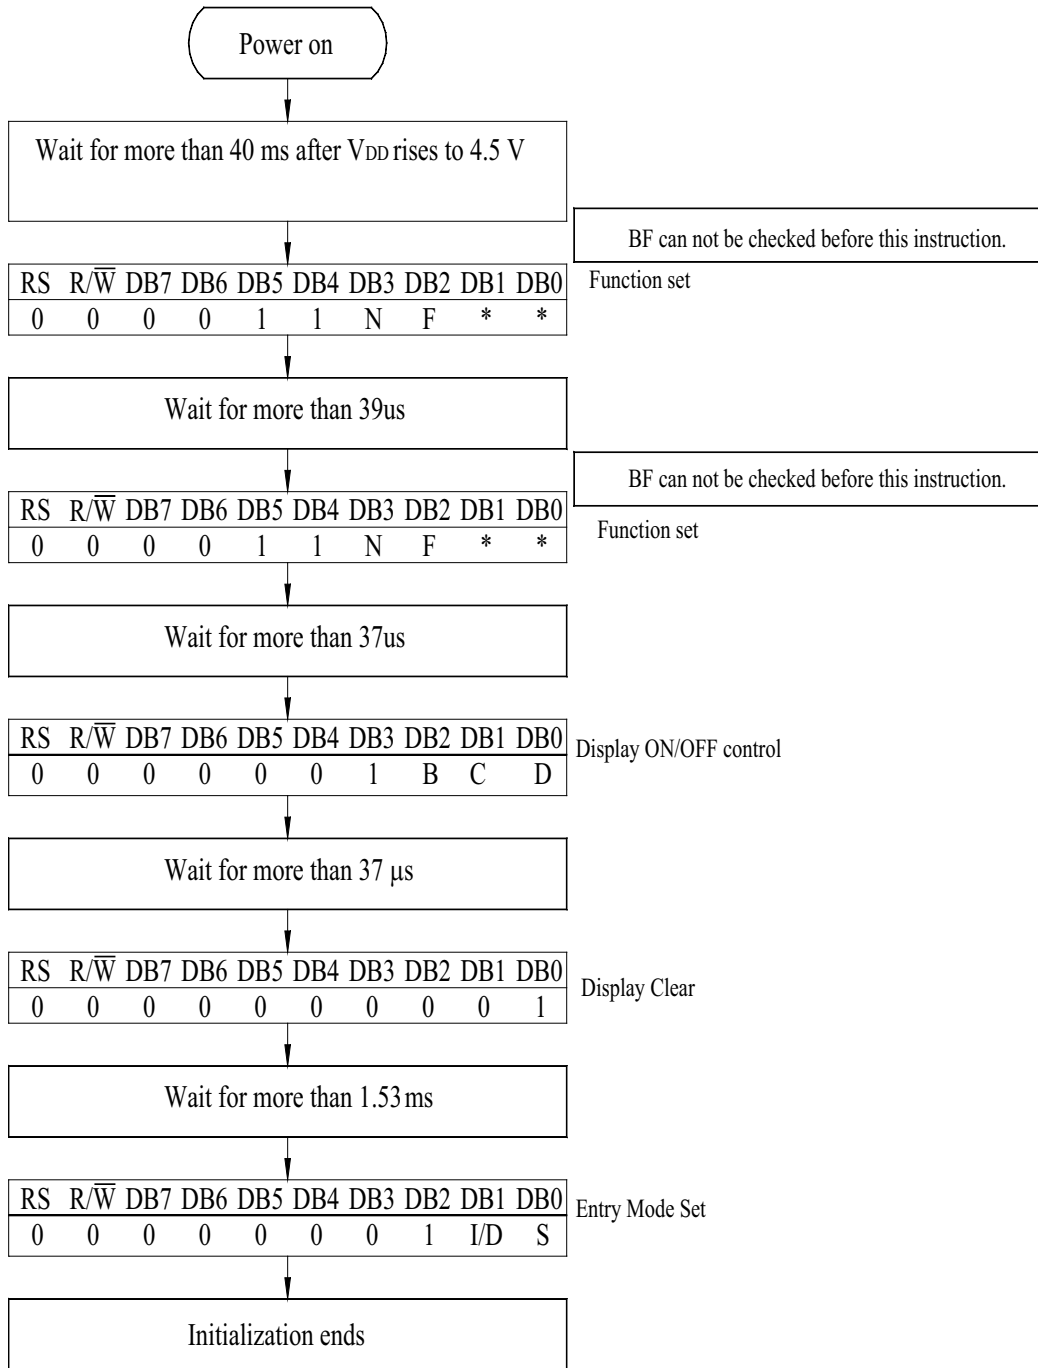 Power on
Wait for more than 40 ms after VDD rises to 4.5 V
BF can not be checked before this instruction.
RS R/W̅ DB7 DB6 DB5 DB4 DB3 DB2 DB1 DB0
Function set
0 0 0 0 1 1 N F * *
Wait for more than 39us
BF can not be checked before this instruction.
RS R/W̅ DB7 DB6 DB5 DB4 DB3 DB2 DB1 DB0
Function set
0 0 0 0 1 1 N F * *
Wait for more than 37us
RS R/W̅ DB7 DB6 DB5 DB4 DB3 DB2 DB1 DB0
Display ON/OFF control
0 0 0 0 0 0 1 B C D
Wait for more than 37 μs
RS R/W̅ DB7 DB6 DB5 DB4 DB3 DB2 DB1 DB0
Display Clear
0 0 0 0 0 0 0 0 0 1
Wait for more than 1.53 ms
RS R/W̅ DB7 DB6 DB5 DB4 DB3 DB2 DB1 DB0
Entry Mode Set
0 0 0 0 0 0 0 1 I/D S
Initialization ends